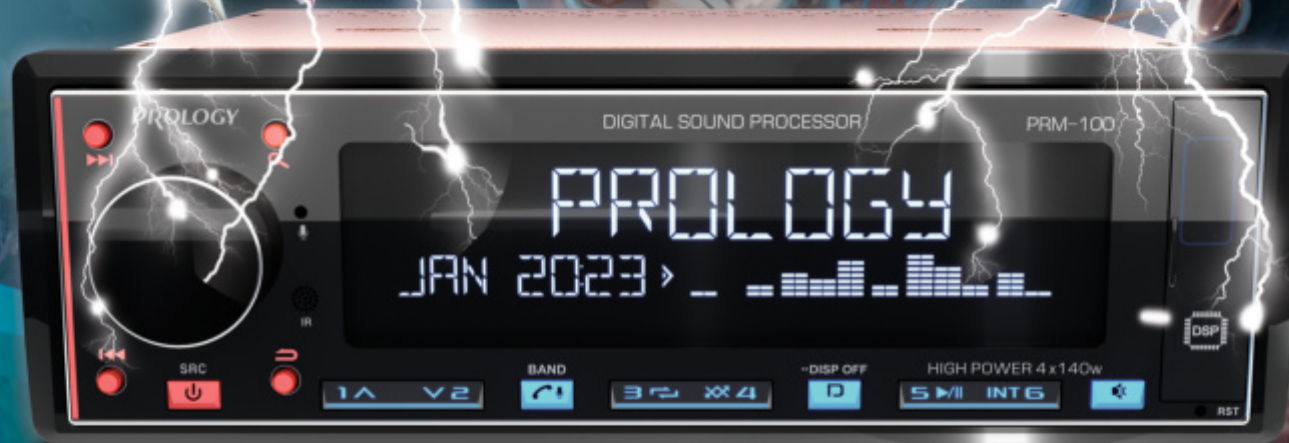 PROLOGY
DIGITAL SOUND PROCESSOR
PRM-100
PROLOGY
JAN 2023
IR
DSP
SRC
BAND
DISP OFF
HIGH POWER 4x140w
1
2
3
4
D
5
INT 6
RST